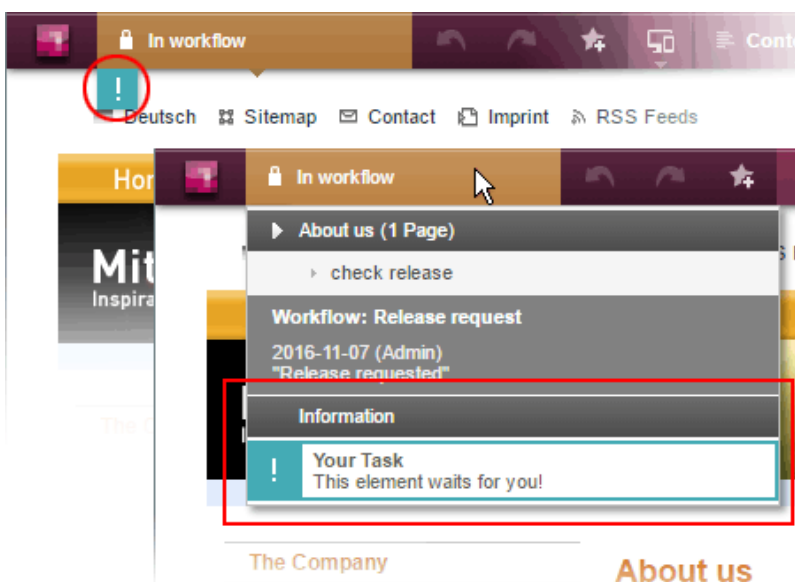 In workflow
Cont
!
Deutsch Sitemap Contact Imprint RSS Feeds
Hor
In workflow
Mit
Inspira
About us (1 Page)
check release
Workflow: Release request
2016-11-07 (Admin)
"Release requested"
Information
! Your Task
This element waits for you!
The Company
About us